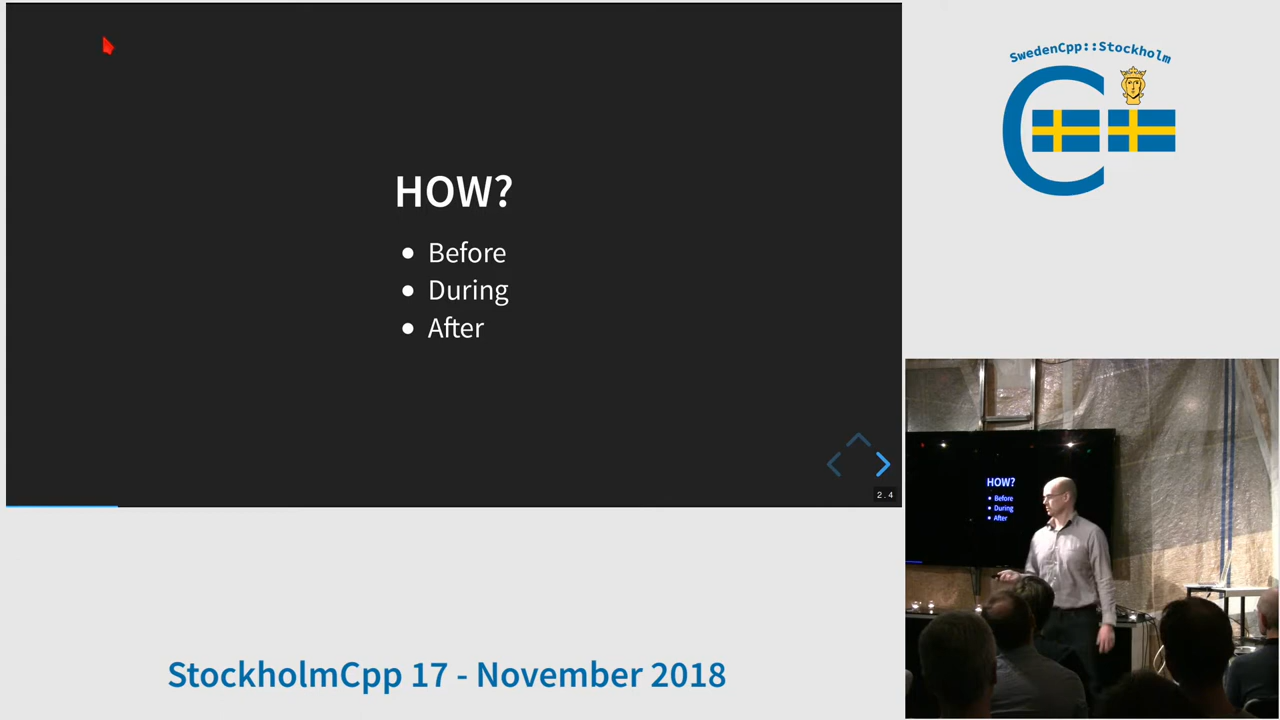 HOW?
Before
During
After
2.4
SwedenCpp::Stockholm
HOW?
Before
During
After
StockholmCpp 17 - November 2018